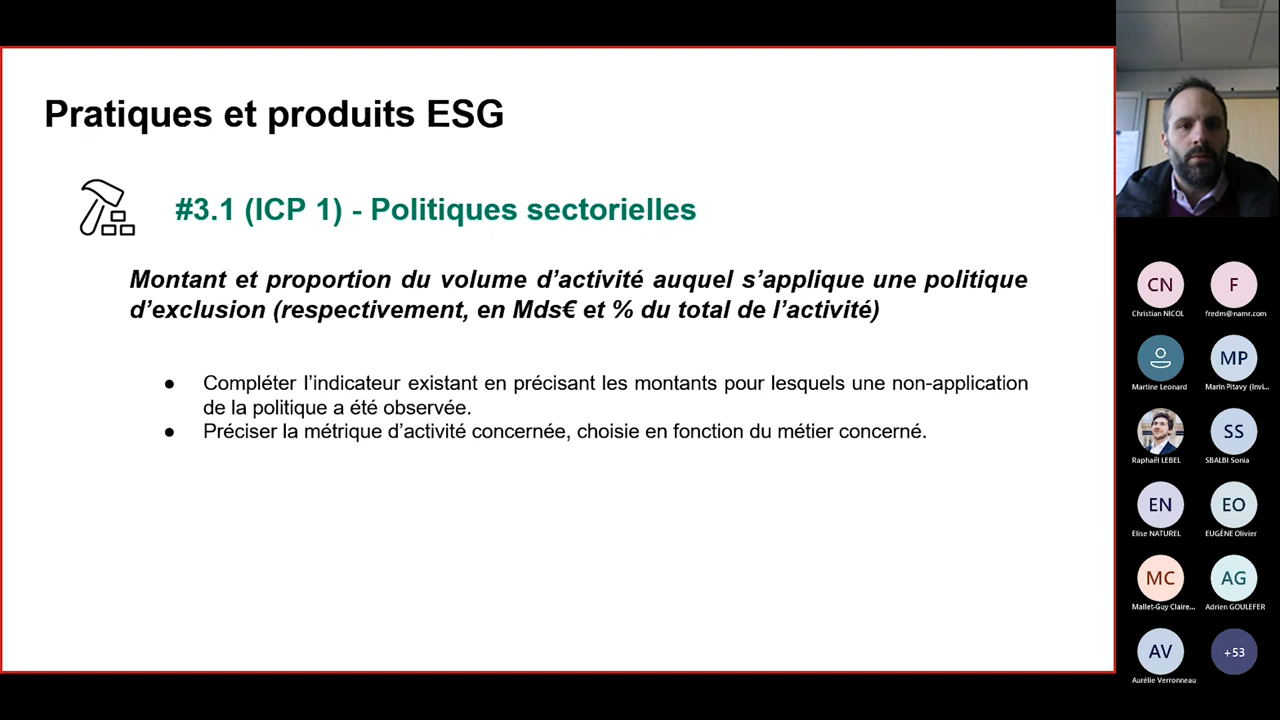 Pratiques et produits ESG
#3.1 (ICP 1) - Politiques sectorielles
Montant et proportion du volume d’activité auquel s’applique une politique
d’exclusion (respectivement, en Mds€ et % du total de l’activité)
● Compléter l’indicateur existant en précisant les montants pour lesquels une non-application
de la politique a été observée.
● Préciser la métrique d’activité concernée, choisie en fonction du métier concerné.
CN
Christian NICOL
F
fredm@namr.com
Martine Leonard
MP
Marin Pitavy (Invi...
Raphaël LEBEL
SS
SBALBI Sonia
EN
Elise NATUREL
EO
EUGÈNE Olivier
MC
Mallet-Guy Claire...
AG
Adrien GOULEFER
AV
Aurélie Verronneau
+53